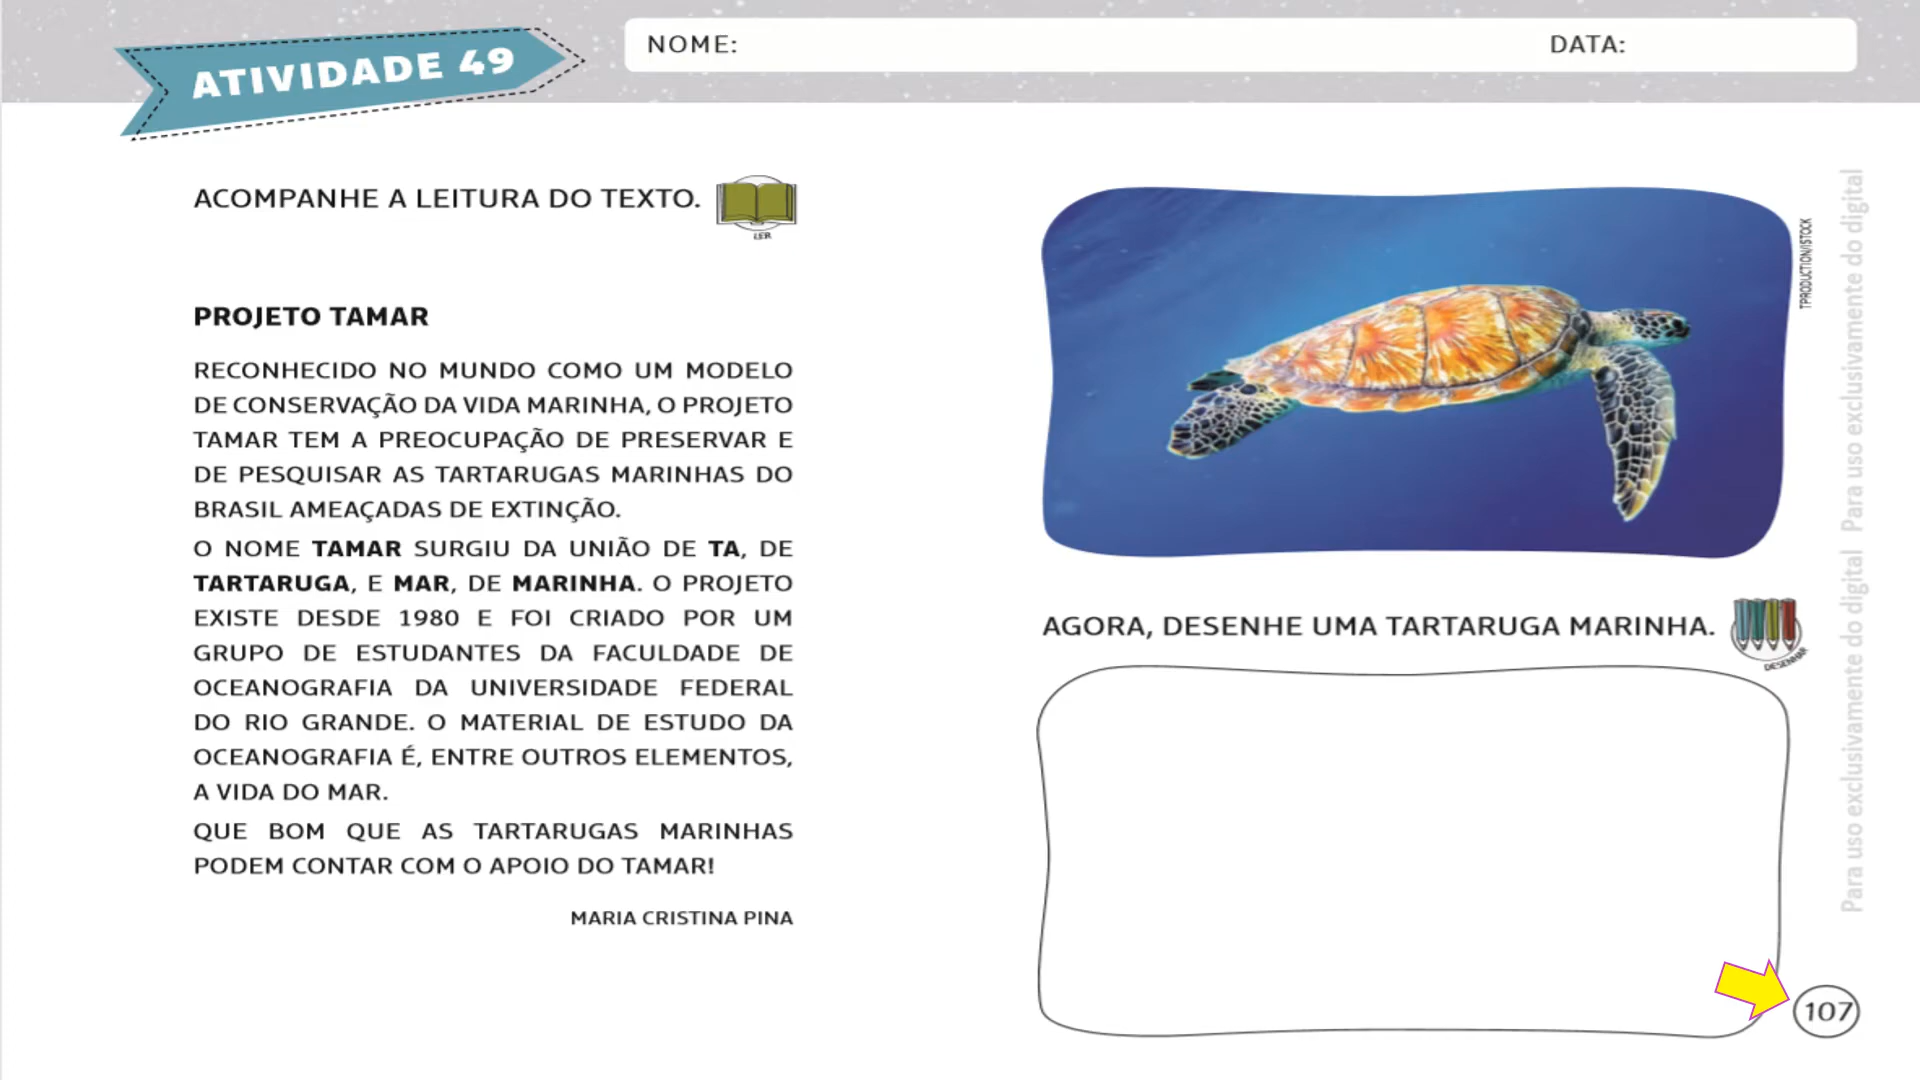 ATIVIDADE 49
NOME:
DATA:
ACOMPANHE A LEITURA DO TEXTO.
LER
PROJETO TAMAR
RECONHECIDO NO MUNDO COMO UM MODELO
DE CONSERVAÇÃO DA VIDA MARINHA, O PROJETO
TAMAR TEM A PREOCUPAÇÃO DE PRESERVAR E
DE PESQUISAR AS TARTARUGAS MARINHAS DO
BRASIL AMEAÇADAS DE EXTINÇÃO.
O NOME TAMAR SURGIU DA UNIÃO DE TA, DE
TARTARUGA, E MAR, DE MARINHA. O PROJETO
EXISTE DESDE 1980 E FOI CRIADO POR UM
GRUPO DE ESTUDANTES DA FACULDADE DE
OCEANOGRAFIA DA UNIVERSIDADE FEDERAL
DO RIO GRANDE. O MATERIAL DE ESTUDO DA
OCEANOGRAFIA É, ENTRE OUTROS ELEMENTOS,
A VIDA DO MAR.
QUE BOM QUE AS TARTARUGAS MARINHAS
PODEM CONTAR COM O APOIO DO TAMAR!
MARIA CRISTINA PINA
TPRODUCTION/ISTOCK
AGORA, DESENHE UMA TARTARUGA MARINHA.
DESENHAR
Para uso exclusivamente do digital Para uso exclusivamente do digital
107